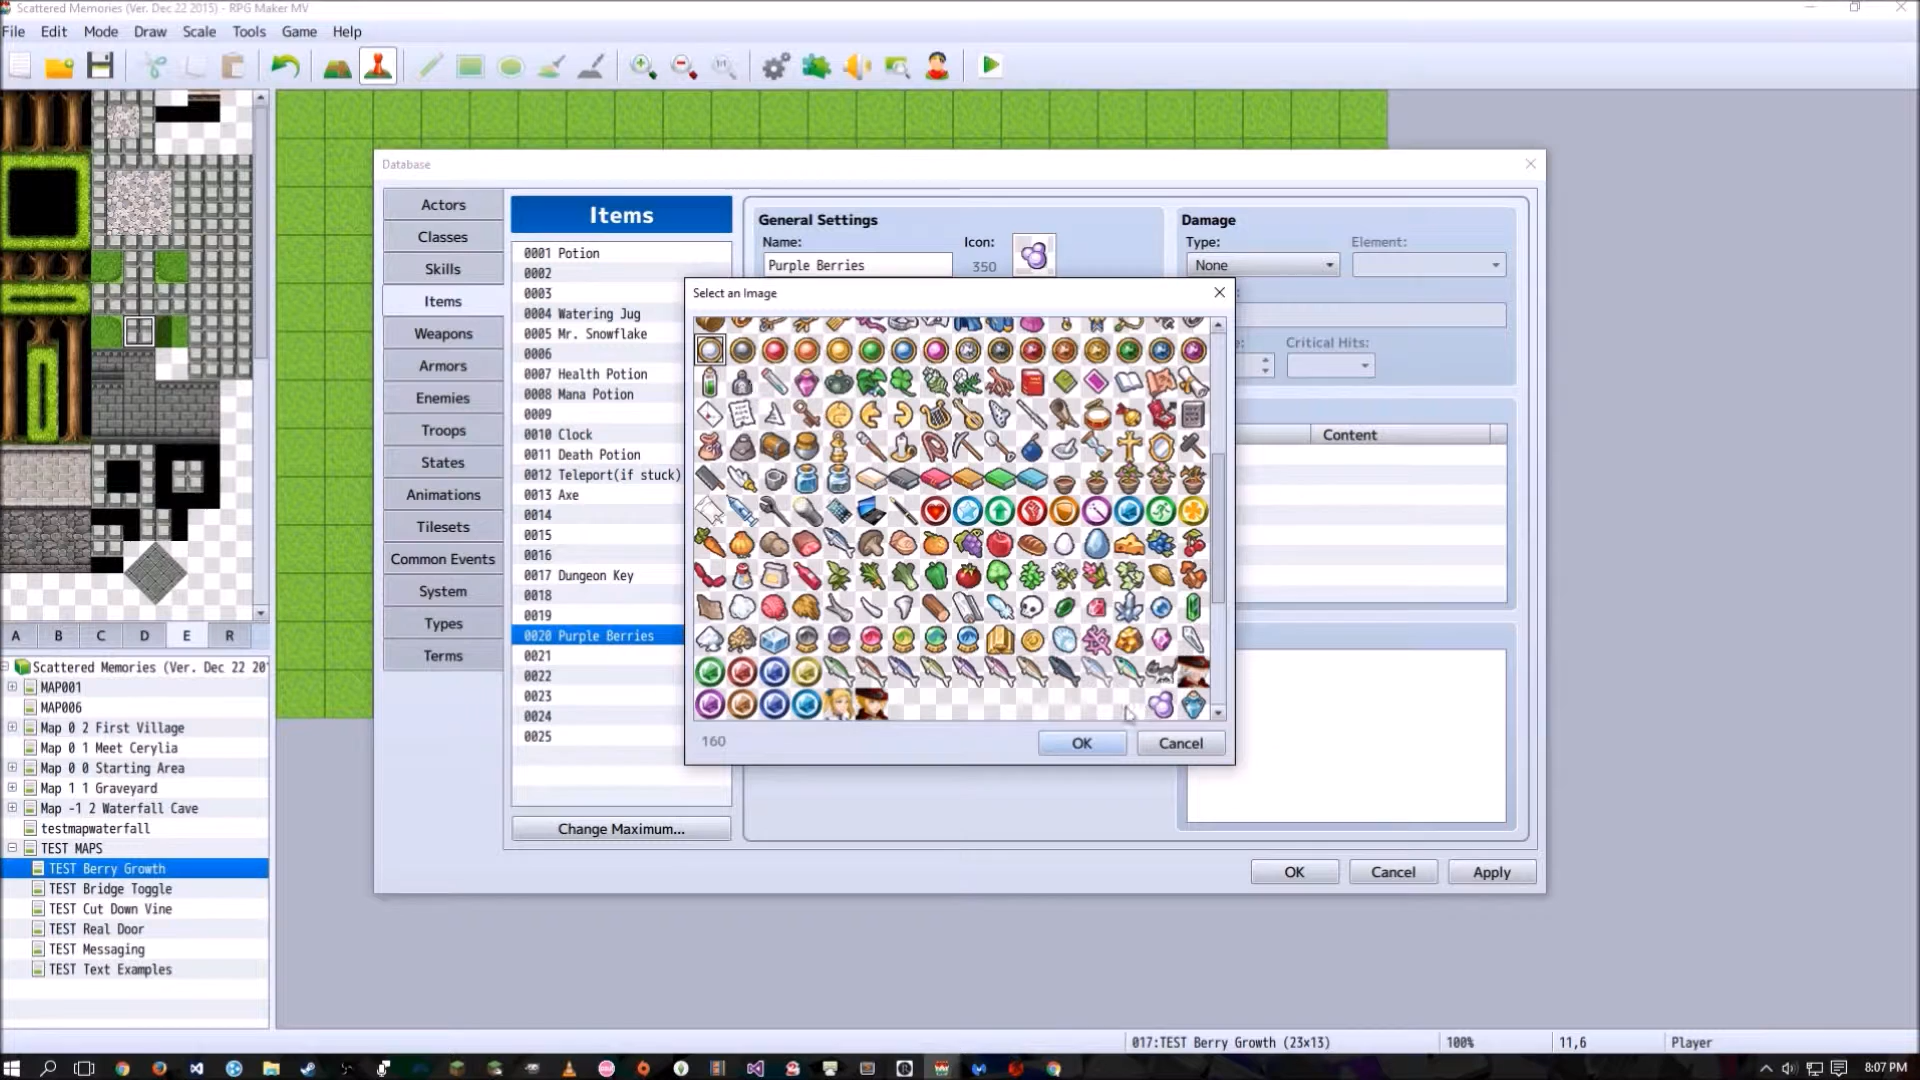 Scattered Memories (Ver. Dec 22 2015) - RPG Maker MV
File Edit Mode Draw Scale Tools Game Help
Database
Actors
Classes
Skills
Items
Weapons
Armors
Enemies
Troops
States
Animations
Tilesets
Common Events
System
Types
Terms
Items
0001 Potion
0002
0003
0004 Watering Jug
0005 Mr. Snowflake
0006
0007 Health Potion
0008 Mana Potion
0009
0010 Clock
0011 Death Potion
0012 Teleport(if stuck)
0013 Axe
0014
0015
0016
0017 Dungeon Key
0018
0019
0020 Purple Berries
0021
0022
0023
0024
0025
Change Maximum...
General Settings
Name:
Icon:
Purple Berries
350
Damage
Type:
Element:
None
Critical Hits:
Content
Select an Image
160
OK Cancel
OK Cancel Apply
A B C D E R
Scattered Memories (Ver. Dec 22 20
MAP001
MAP006
Map 0 2 First Village
Map 0 1 Meet Cerylia
Map 0 0 Starting Area
Map 1 1 Graveyard
Map -1 2 Waterfall Cave
testmapwaterfall
TEST MAPS
TEST Berry Growth
TEST Bridge Toggle
TEST Cut Down Vine
TEST Real Door
TEST Messaging
TEST Text Examples
017:TEST Berry Growth (23x13) 100% 11,6 Player
8:07 PM